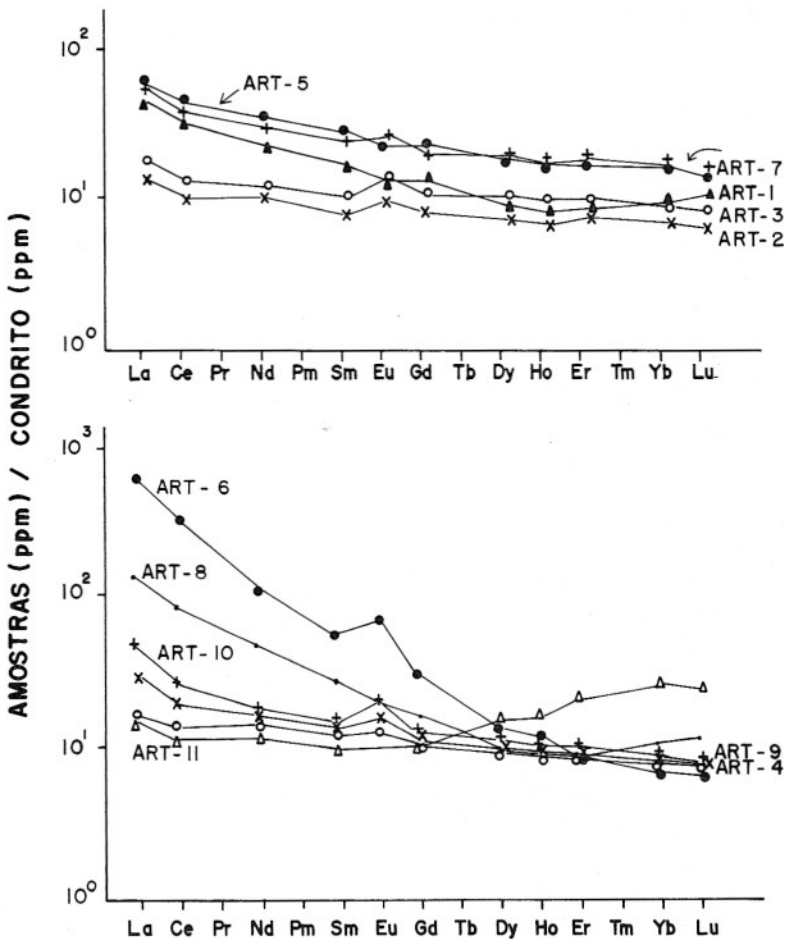 AMOSTRAS (ppm) / CONDRITO (ppm)
10²
ART-5
10¹
ART-7
ART-1
ART-3
ART-2
10⁰
La Ce Pr Nd Pm Sm Eu Gd Tb Dy Ho Er Tm Yb Lu
10³
ART-6
10²
ART-8
ART-10
10¹
ART-11
ART-9
ART-4
10⁰
La Ce Pr Nd Pm Sm Eu Gd Tb Dy Ho Er Tm Yb Lu